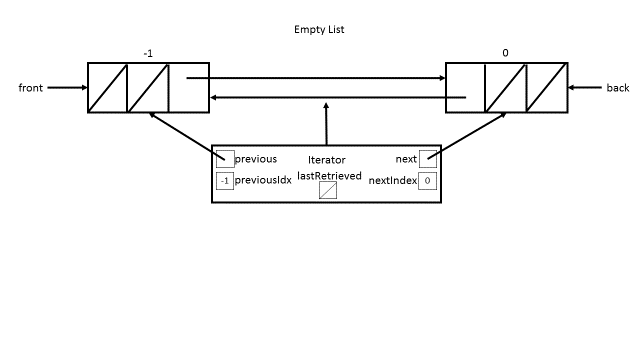 Empty List
-1 0
front back
previous Iterator next
-1 previousIdx lastRetrieved nextIndex 0